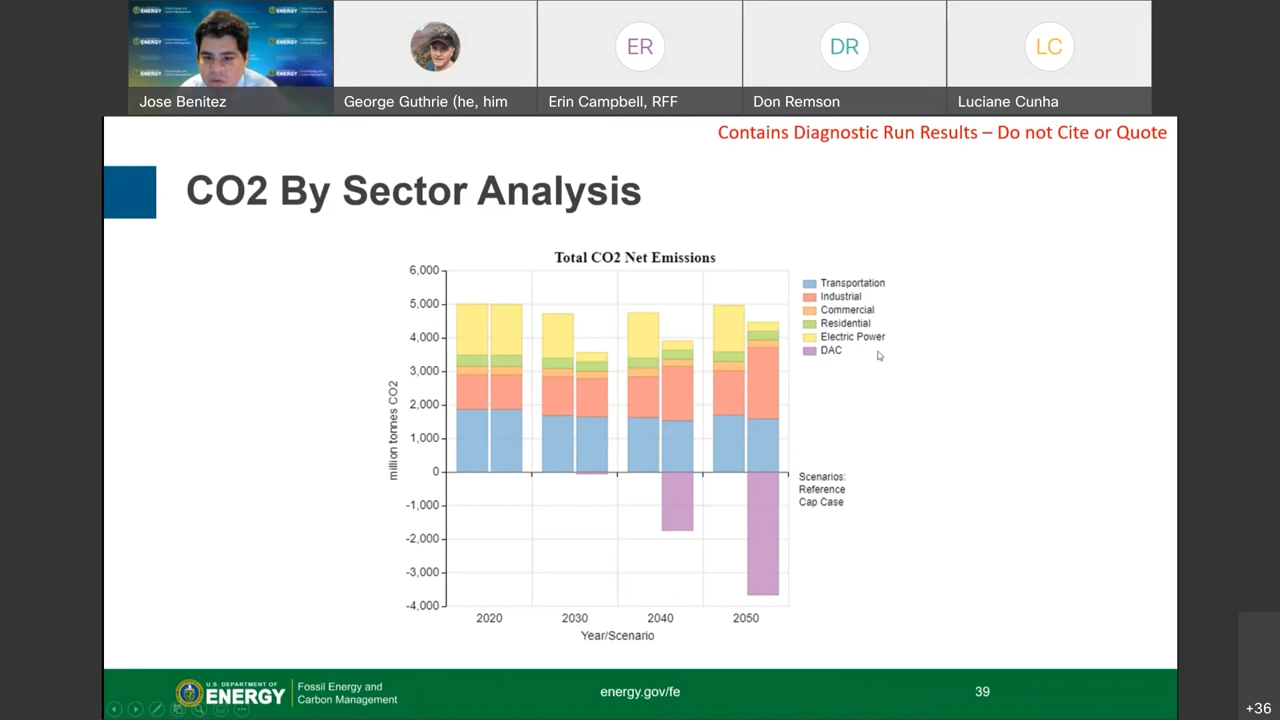 ENERGY
ENERGY
ENERGY
ER
DR
LC
Jose Benitez
George Guthrie (he, him
Erin Campbell, RFF
Don Remson
Luciane Cunha
Contains Diagnostic Run Results – Do not Cite or Quote
CO2 By Sector Analysis
Total CO2 Net Emissions
6,000
5,000
4,000
3,000
2,000
1,000
0
-1,000
-2,000
-3,000
-4,000
million tonnes CO2
2020
2030
2040
2050
Year/Scenario
Transportation
Industrial
Commercial
Residential
Electric Power
DAC
Scenarios:
Reference
Cap Case
U.S. DEPARTMENT OF
ENERGY
Fossil Energy and
Carbon Management
energy.gov/fe
39
+36